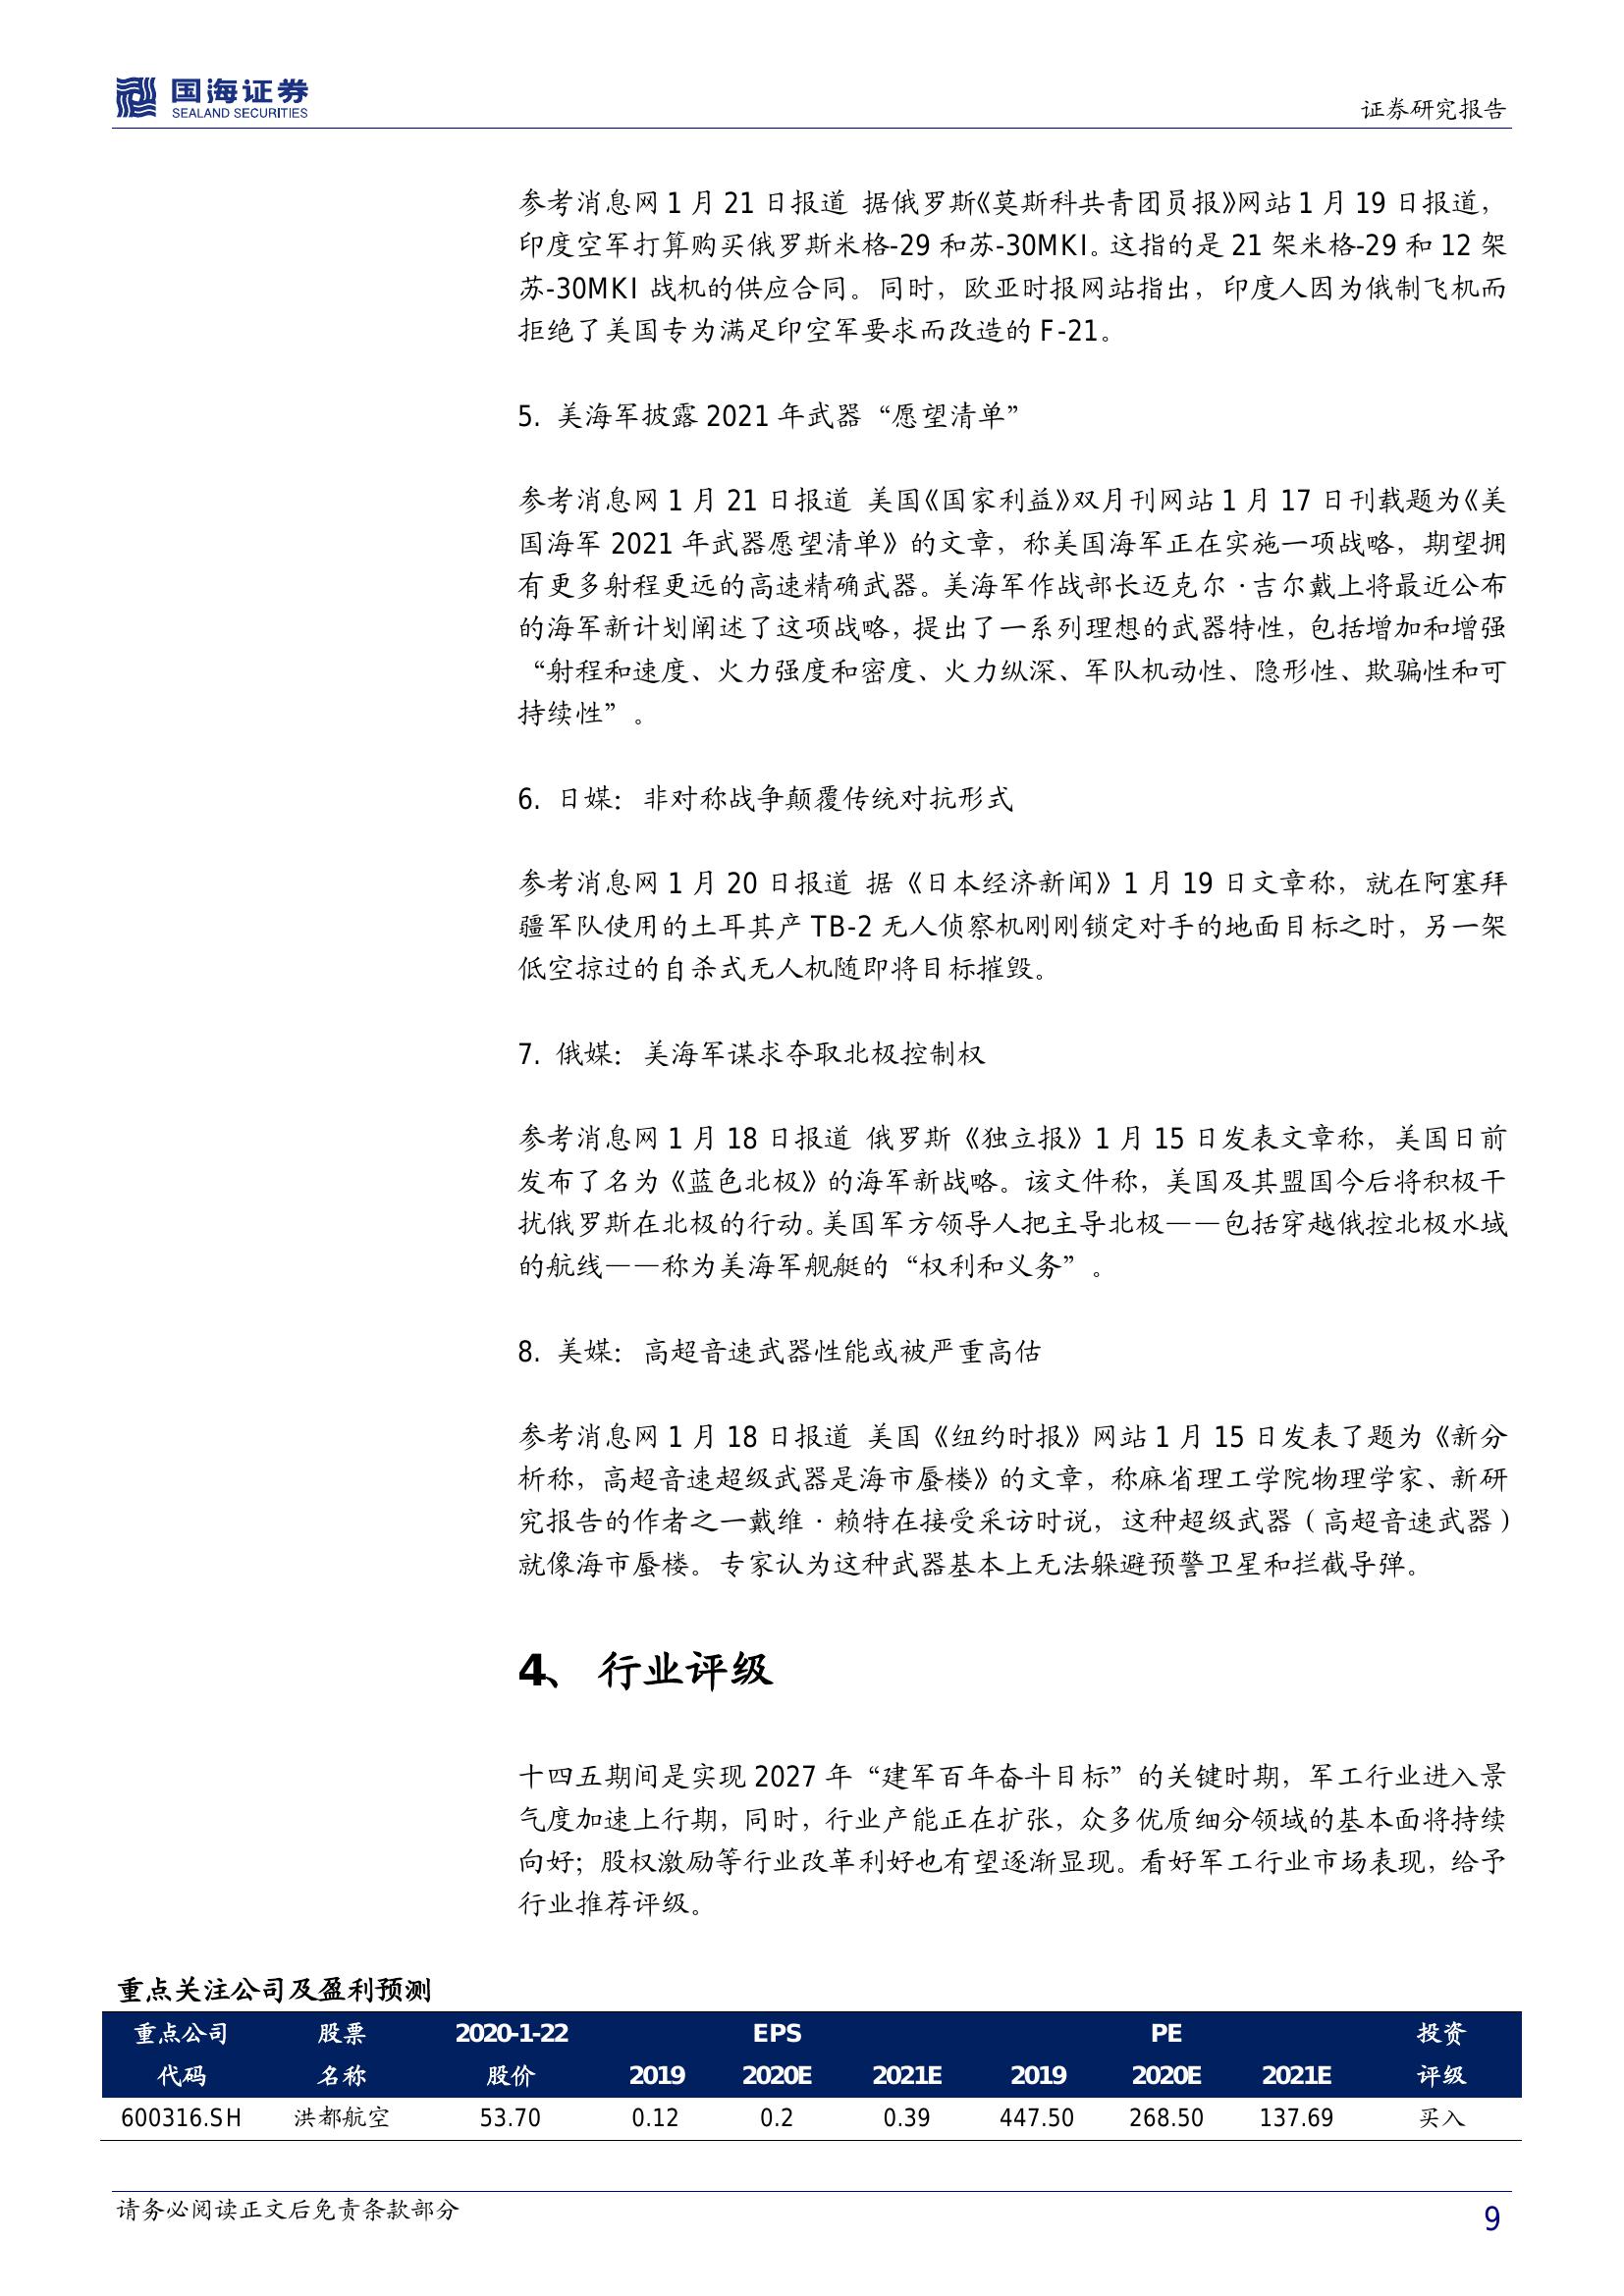 国海证券
SEALAND SECURITIES
证券研究报告
参考消息网 1 月 21 日报道 据俄罗斯《莫斯科共青团员报》网站 1 月 19 日报道，
印度空军打算购买俄罗斯米格-29 和苏-30MKI。这指的是 21 架米格-29 和 12 架
苏-30MKI 战机的供应合同。同时，欧亚时报网站指出，印度人因为俄制飞机而
拒绝了美国专为满足印空军要求而改造的 F-21。
5. 美海军披露 2021 年武器“愿望清单”
参考消息网 1 月 21 日报道 美国《国家利益》双月刊网站 1 月 17 日刊载题为《美
国海军 2021 年武器愿望清单》的文章，称美国海军正在实施一项战略，期望拥
有更多射程更远的高速精确武器。美海军作战部长迈克尔·吉尔戴上将最近公布
的海军新计划阐述了这项战略，提出了一系列理想的武器特性，包括增加和增强
“射程和速度、火力强度和密度、火力纵深、军队机动性、隐形性、欺骗性和可
持续性”。
6. 日媒：非对称战争颠覆传统对抗形式
参考消息网 1 月 20 日报道 据《日本经济新闻》1 月 19 日文章称，就在阿塞拜
疆军队使用的土耳其产 TB-2 无人侦察机刚刚锁定对手的地面目标之时，另一架
低空掠过的自杀式无人机随即将目标摧毁。
7. 俄媒：美海军谋求夺取北极控制权
参考消息网 1 月 18 日报道 俄罗斯《独立报》1 月 15 日发表文章称，美国日前
发布了名为《蓝色北极》的海军新战略。该文件称，美国及其盟国今后将积极干
扰俄罗斯在北极的行动。美国军方领导人把主导北极——包括穿越俄控北极水域
的航线——称为美海军舰艇的“权利和义务”。
8. 美媒：高超音速武器性能或被严重高估
参考消息网 1 月 18 日报道 美国《纽约时报》网站 1 月 15 日发表了题为《新分
析称，高超音速超级武器是海市蜃楼》的文章，称麻省理工学院物理学家、新研
究报告的作者之一戴维·赖特在接受采访时说，这种超级武器（高超音速武器）
就像海市蜃楼。专家认为这种武器基本上无法躲避预警卫星和拦截导弹。
4、 行业评级
十四五期间是实现 2027 年“建军百年奋斗目标”的关键时期，军工行业进入景
气度加速上行期，同时，行业产能正在扩张，众多优质细分领域的基本面将持续
向好；股权激励等行业改革利好也有望逐渐显现。看好军工行业市场表现，给予
行业推荐评级。
重点关注公司及盈利预测
重点公司 股票 2020-1-22 EPS PE 投资
代码 名称 股价 2019 2020E 2021E 2019 2020E 2021E 评级
600316.SH 洪都航空 53.70 0.12 0.2 0.39 447.50 268.50 137.69 买入
请务必阅读正文后免责条款部分
9